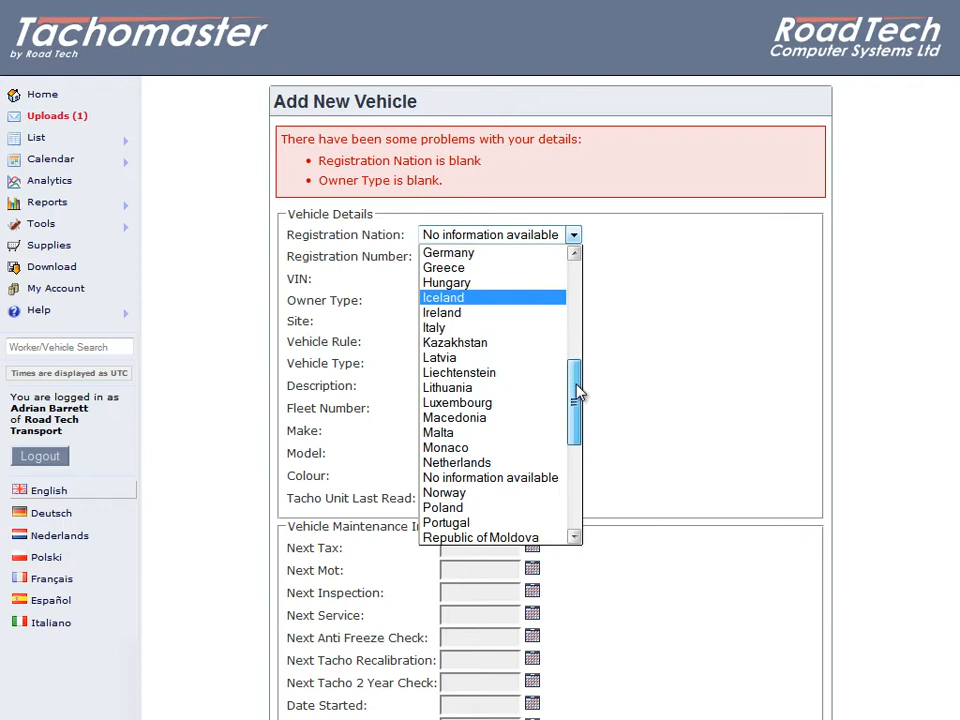 Tachomaster
by Road Tech
RoadTech
Computer Systems Ltd
Home
Uploads (1)
List
Calendar
Analytics
Reports
Tools
Supplies
Download
My Account
Help
Worker/Vehicle Search
Times are displayed as UTC
You are logged in as
Adrian Barrett
of Road Tech
Transport
Logout
English
Deutsch
Nederlands
Polski
Français
Español
Italiano
Add New Vehicle
There have been some problems with your details:
• Registration Nation is blank
• Owner Type is blank.
Vehicle Details
Registration Nation: No information available
Registration Number:
VIN:
Owner Type:
Site:
Vehicle Rule:
Vehicle Type:
Description:
Fleet Number:
Make:
Model:
Colour:
Tacho Unit Last Read:
Germany
Greece
Hungary
Iceland
Ireland
Italy
Kazakhstan
Latvia
Liechtenstein
Lithuania
Luxembourg
Macedonia
Malta
Monaco
Netherlands
No information available
Norway
Poland
Portugal
Republic of Moldova
Vehicle Maintenance I
Next Tax:
Next Mot:
Next Inspection:
Next Service:
Next Anti Freeze Check:
Next Tacho Recalibration:
Next Tacho 2 Year Check:
Date Started: